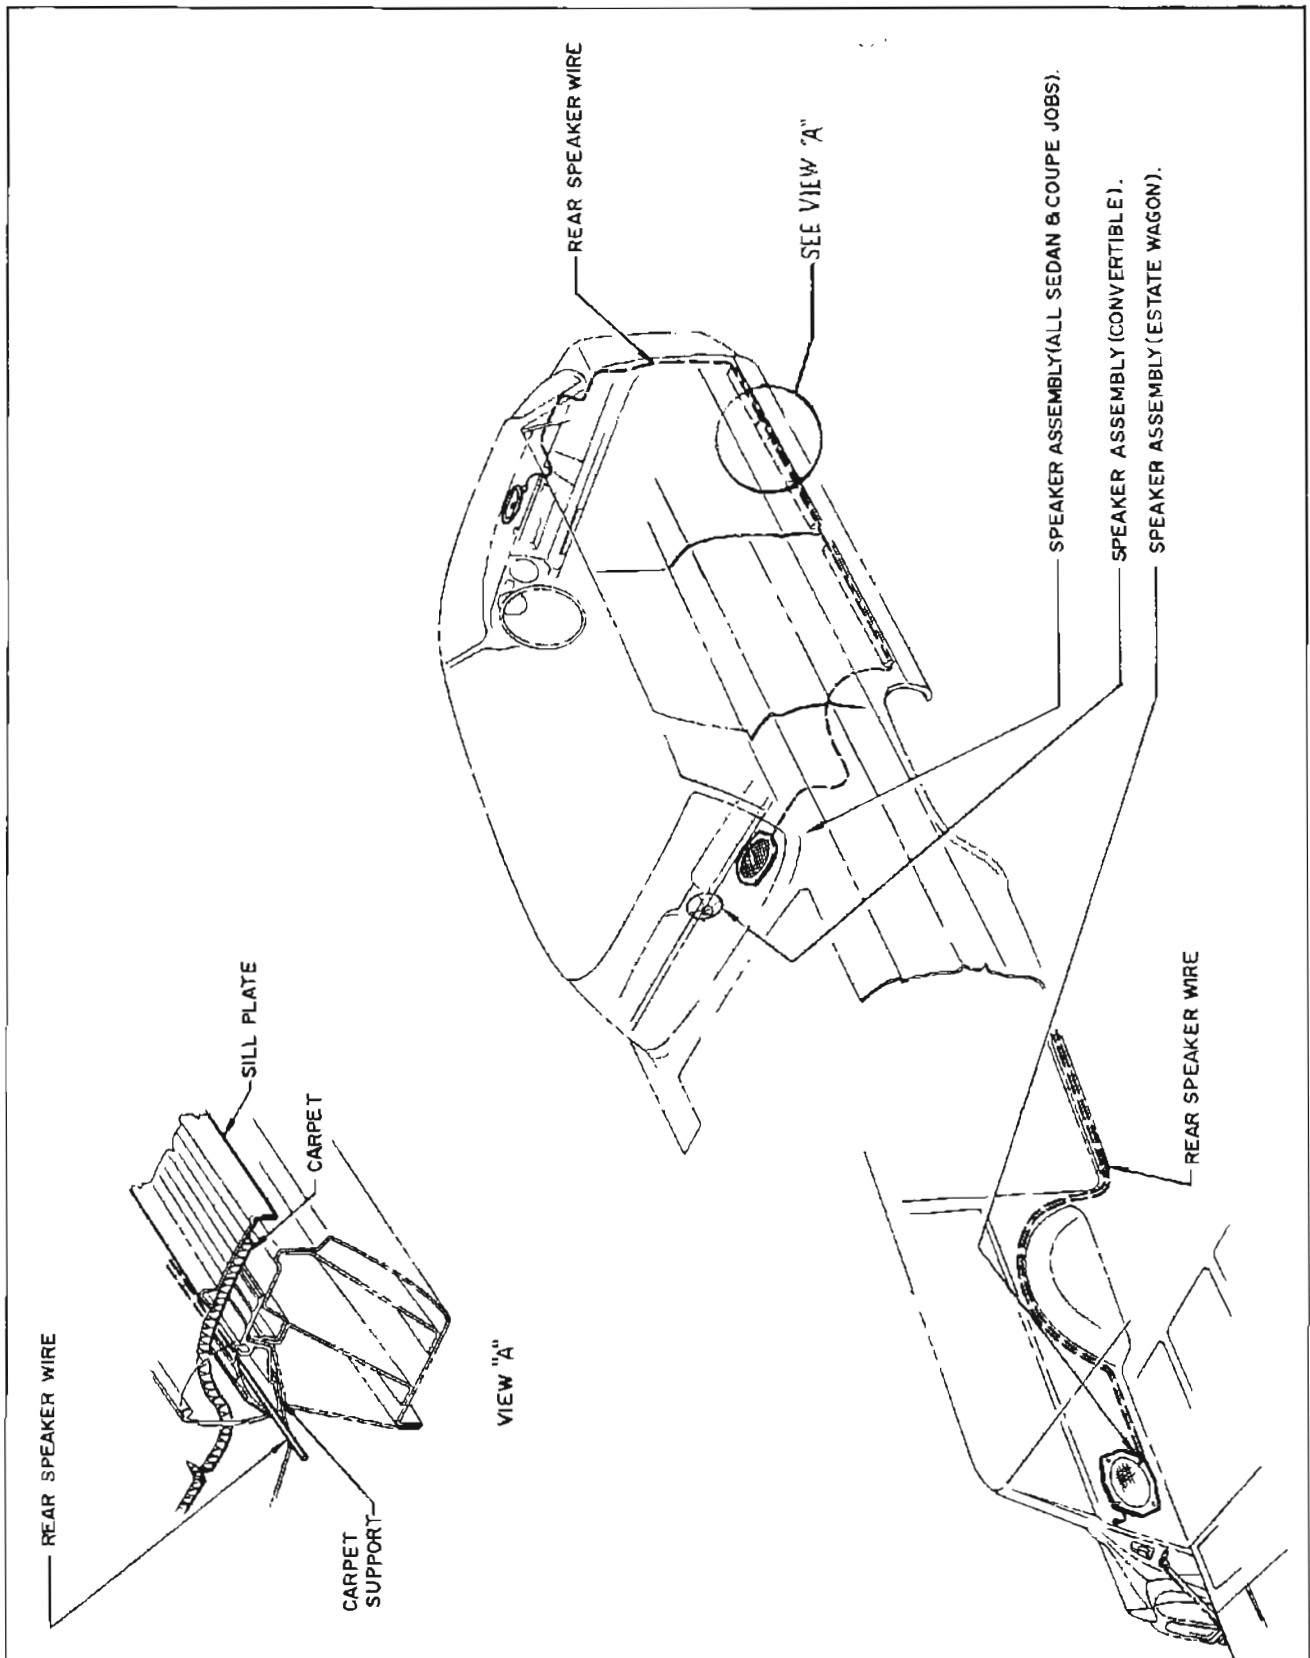 REAR SPEAKER WIRE
SEE VIEW "A"
SPEAKER ASSEMBLY(ALL SEDAN & COUPE JOBS).
SPEAKER ASSEMBLY (CONVERTIBLE).
SPEAKER ASSEMBLY(ESTATE WAGON).
SILL PLATE
CARPET
REAR SPEAKER WIRE
CARPET
SUPPORT
VIEW "A"
REAR SPEAKER WIRE